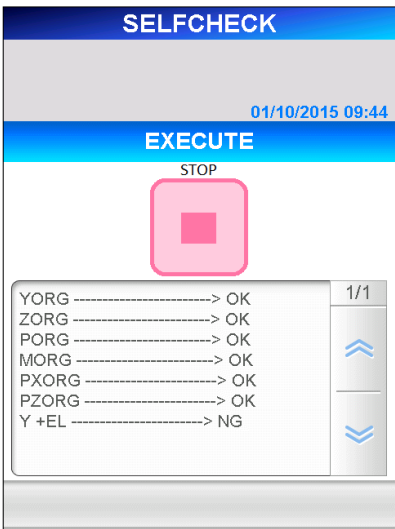 SELFCHECK
01/10/2015 09:44
EXECUTE
STOP
1/1
YORG ------------------------> OK
ZORG ------------------------> OK
PORG ------------------------> OK
MORG ------------------------> OK
PXORG -----------------------> OK
PZORG -----------------------> OK
Y +EL -----------------------> NG